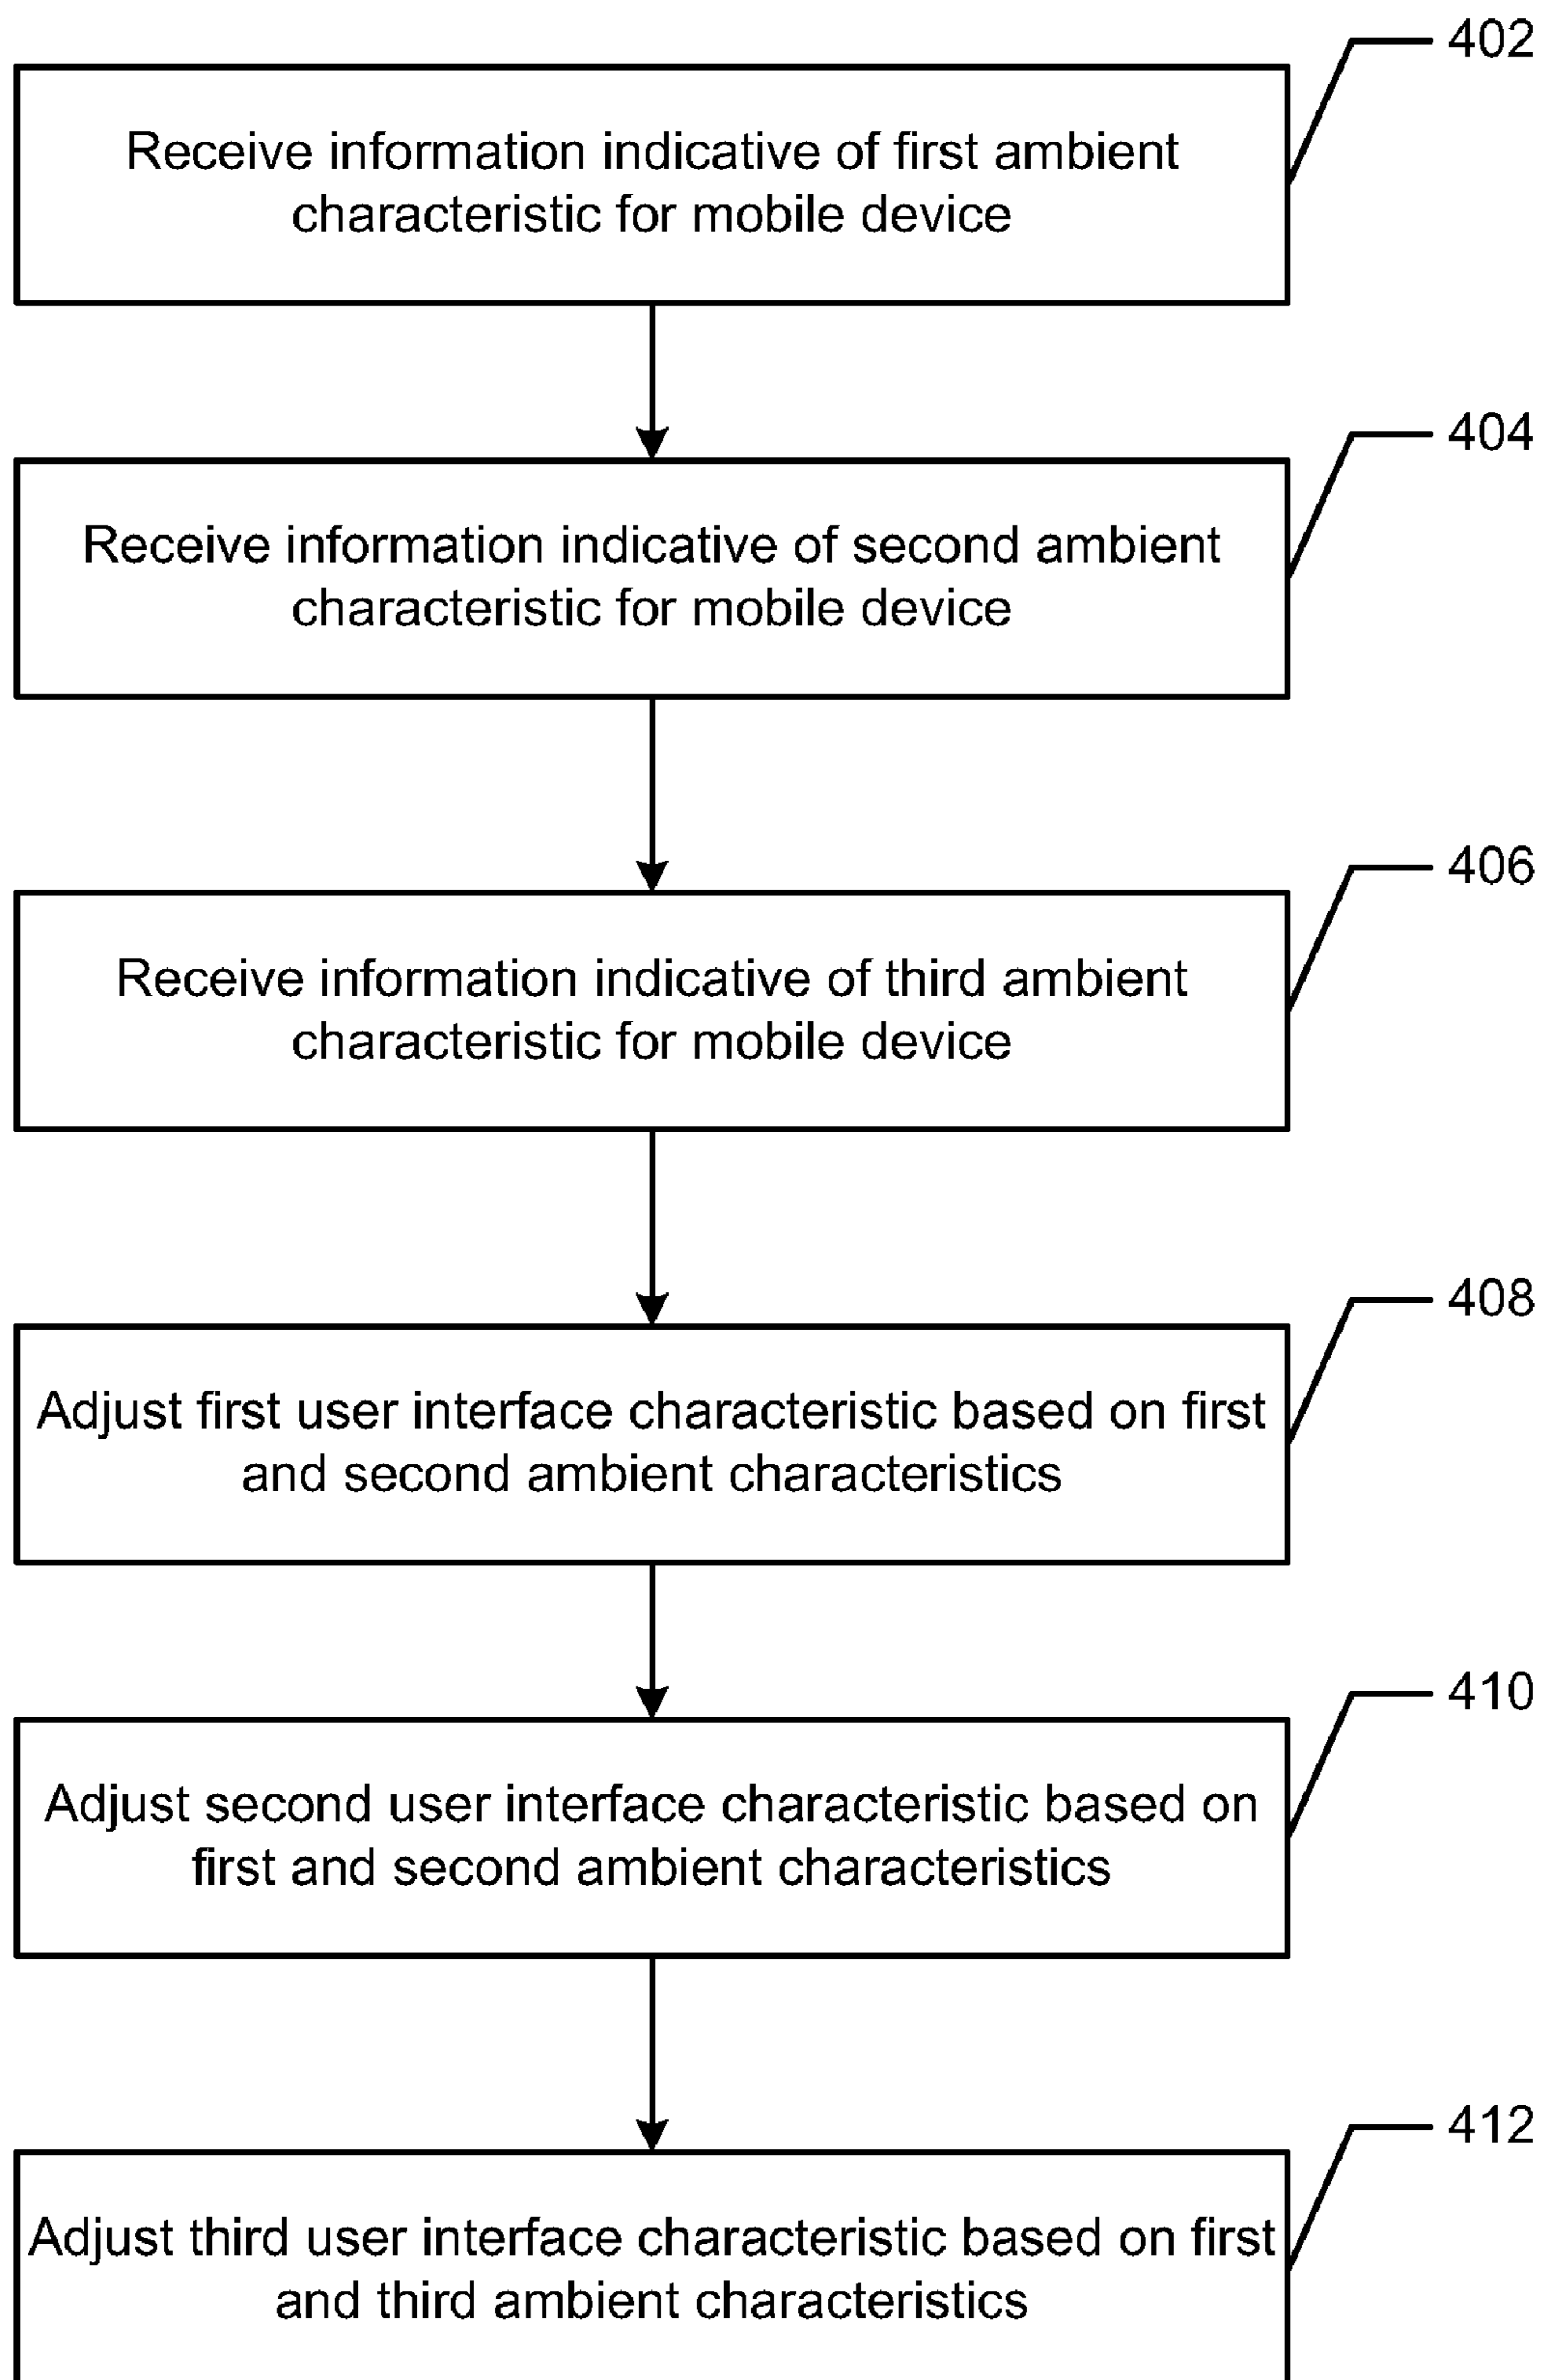 402
Receive information indicative of first ambient
characteristic for mobile device
404
Receive information indicative of second ambient
characteristic for mobile device
406
Receive information indicative of third ambient
characteristic for mobile device
408
Adjust first user interface characteristic based on first
and second ambient characteristics
410
Adjust second user interface characteristic based on
first and second ambient characteristics
412
Adjust third user interface characteristic based on first
and third ambient characteristics